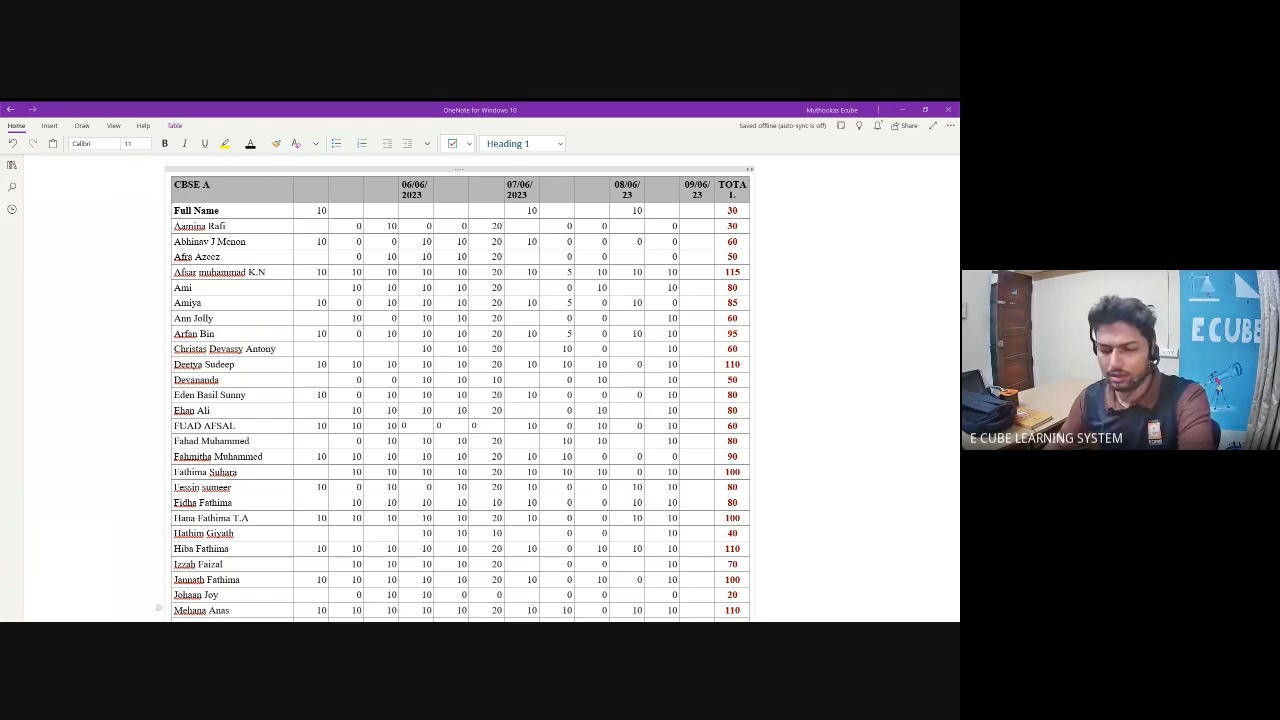 OneNote for Windows 10
Muthookas Ecube
Home Insert Draw View Help Table
Saved offline (auto-sync is off)
Share
Calibri 11 B I U A Heading 1
CBSE A 06/06/2023 07/06/2023 08/06/23 09/06/23 TOTAL
Full Name 10 10 10 30
Aamina Rafi 0 10 0 0 20 0 0 0 30
Abhinav J Menon 10 0 0 10 10 20 10 0 0 0 0 60
Afra Azeez 0 10 10 10 20 0 0 0 50
Afsar muhammad K.N 10 10 10 10 10 20 10 5 10 10 10 115
Ami 10 10 10 10 20 0 10 10 80
Amiya 10 0 10 10 10 20 10 5 0 10 0 85
Ann Jolly 10 0 10 10 20 0 0 10 60
Arfan Bin 10 0 10 10 10 20 10 5 0 10 10 95
Christas Devassy Antony 10 10 20 10 0 10 60
Deetya Sudeep 10 10 10 10 10 20 10 10 10 0 10 110
Devananda 0 0 10 10 10 0 10 10 50
Eden Basil Sunny 10 0 10 10 10 20 10 0 0 0 10 80
Ehan Ali 10 10 10 10 20 0 10 10 80
FUAD AFSAL 10 10 10 0 0 0 10 0 10 0 10 60
Fahad Muhammed 0 10 10 10 20 10 10 10 80
Fahmitha Muhammed 10 10 10 10 10 20 10 10 0 0 0 90
Fathima Suhara 10 10 10 10 20 10 10 0 10 100
Fessin sumeer 10 0 10 0 10 20 10 0 0 10 10 80
Fidha Fathima 10 10 10 10 10 10 0 0 10 10 80
Hana Fathima T.A 10 10 10 10 10 20 10 0 0 10 10 100
Hathim Giyath 10 10 10 0 0 10 40
Hiba Fathima 10 10 10 10 10 20 10 0 10 10 10 110
Izzah Faizal 10 10 10 10 20 0 0 10 70
Jannath Fathima 10 10 10 10 10 20 10 0 10 0 10 100
Johaan Joy 0 10 10 0 0 0 0 0 20
Mehana Anas 10 10 10 10 10 20 10 10 0 10 10 110
E CUBE
E CUBE LEARNING SYSTEM